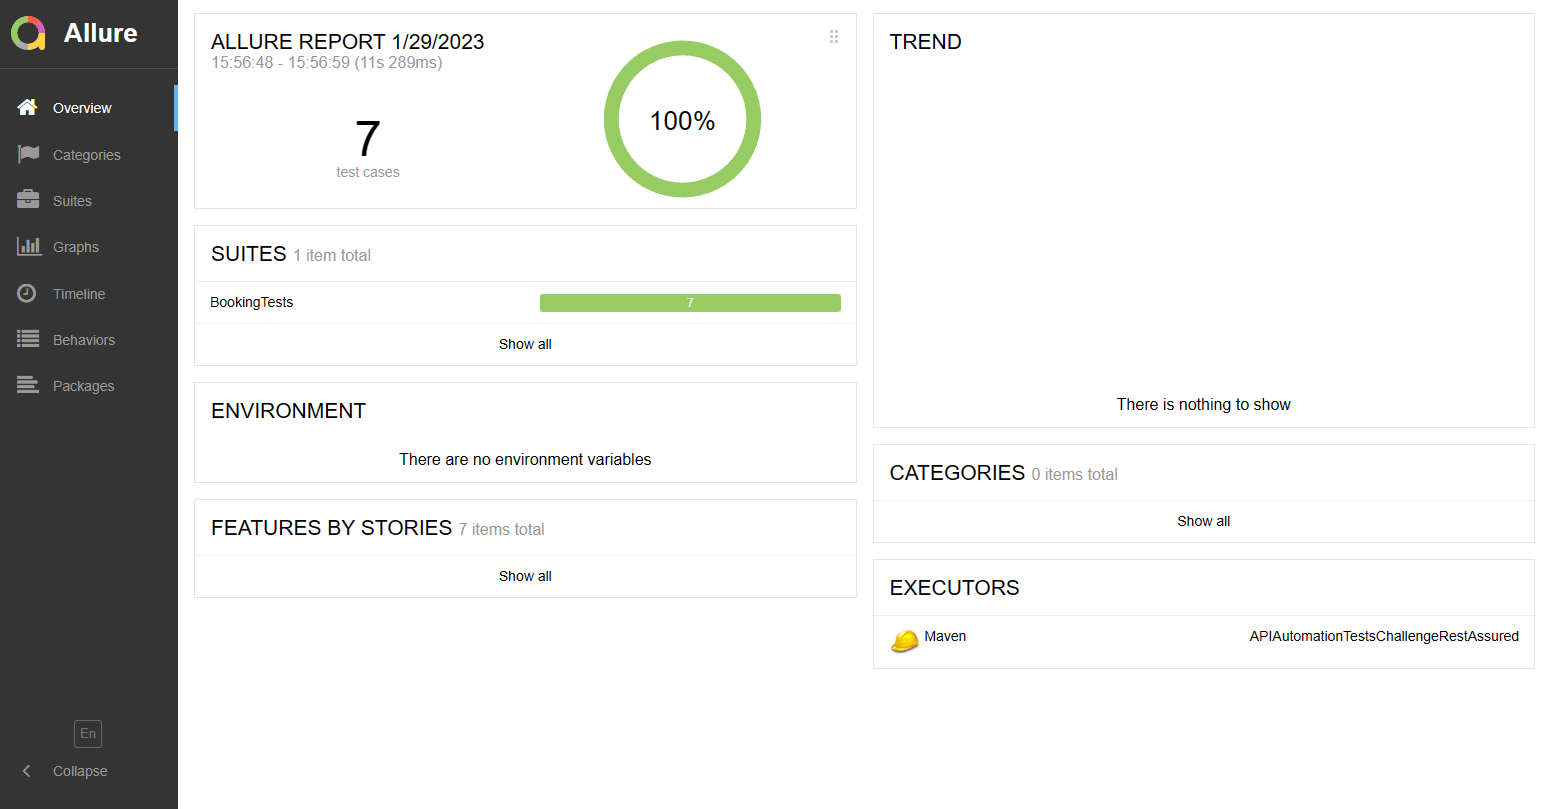 Allure
Overview
Categories
Suites
Graphs
Timeline
Behaviors
Packages
En
Collapse
ALLURE REPORT 1/29/2023
15:56:48 - 15:56:59 (11s 289ms)
7
test cases
100%
SUITES 1 item total
BookingTests 7
Show all
ENVIRONMENT
There are no environment variables
FEATURES BY STORIES 7 items total
Show all
TREND
There is nothing to show
CATEGORIES 0 items total
Show all
EXECUTORS
Maven APIAutomationTestsChallengeRestAssured